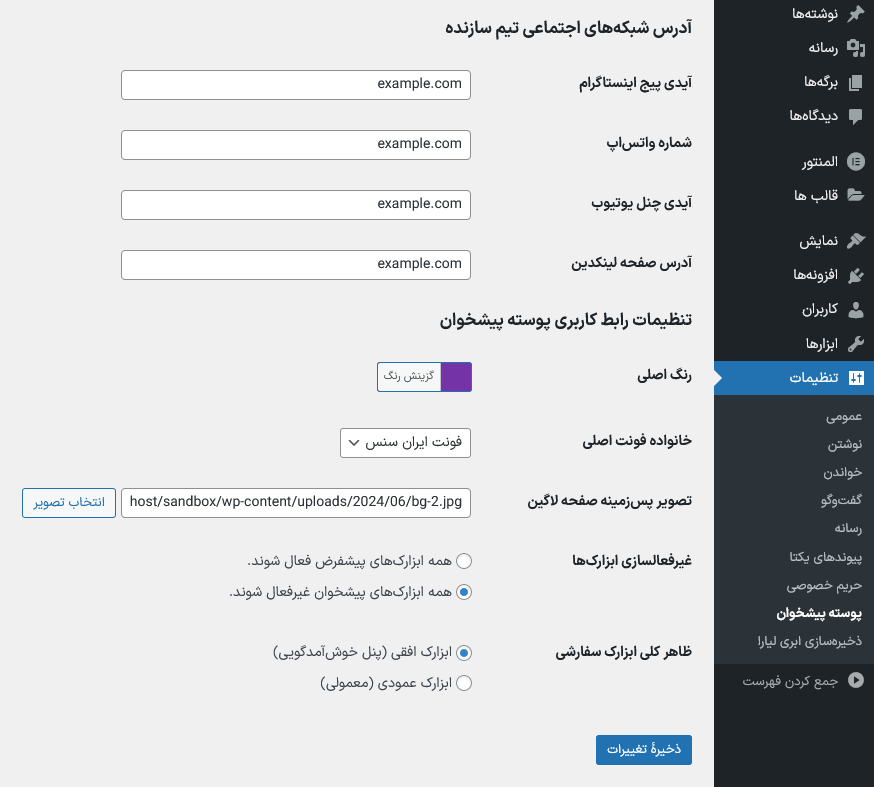 نوشته‌ها
رسانه
برگه‌ها
دیدگاه‌ها
المنتور
قالب ها
نمایش
افزونه‌ها
کاربران
ابزارها
تنظیمات
عمومی
نوشتن
خواندن
گفت‌وگو
رسانه
پیوندهای یکتا
حریم خصوصی
پوسته پیشخوان
ذخیره‌سازی ابری لیارا
جمع کردن فهرست
آدرس شبکه‌های اجتماعی تیم سازنده
آیدی پیج اینستاگرام
example.com
شماره واتس‌اپ
example.com
آیدی چنل یوتیوب
example.com
آدرس صفحه لینکدین
example.com
تنظیمات رابط کاربری پوسته پیشخوان
رنگ اصلی
گزینش رنگ
خانواده فونت اصلی
فونت ایران سنس
تصویر پس‌زمینه صفحه لاگین
host/sandbox/wp-content/uploads/2024/06/bg-2.jpg
انتخاب تصویر
غیرفعالسازی ابزارک‌ها
همه ابزارک‌های پیشفرض فعال شوند.
همه ابزارک‌های پیشخوان غیرفعال شوند.
ظاهر کلی ابزارک سفارشی
ابزارک افقی (پنل خوش‌آمدگویی)
ابزارک عمودی (معمولی)
ذخیرهٔ تغییرات